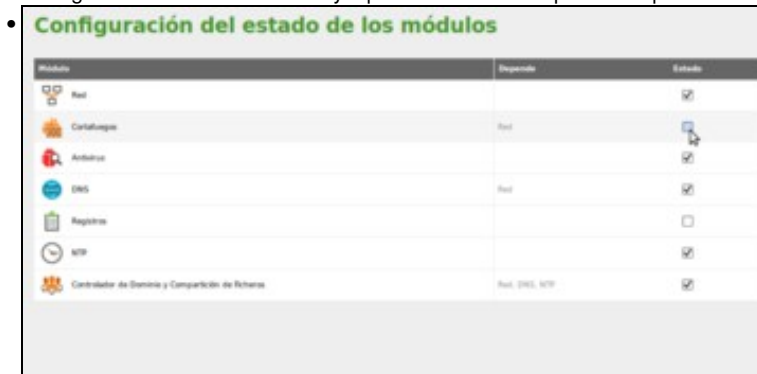 Configuración del estado de los módulos
Módulo Depende Estado
Red
Cortafuegos Red
Antivirus
DNS Red
Registros
NTP
Controlador de Dominio y Compartición de Ficheros Red, DNS, NTP